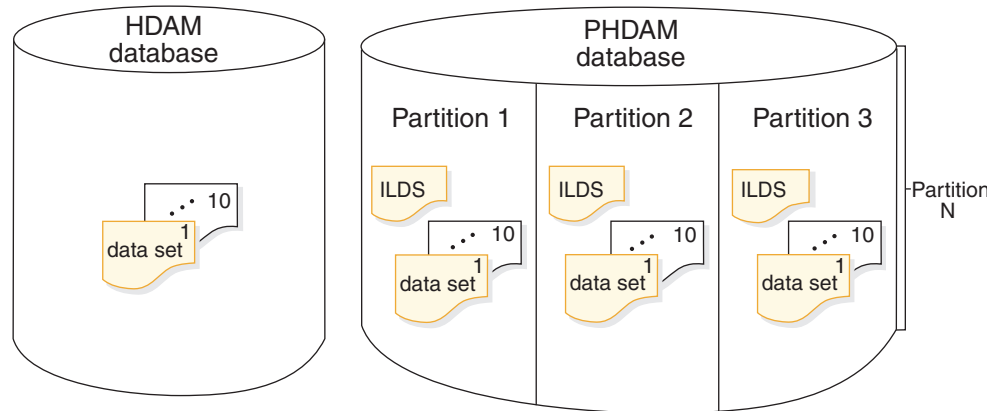 HDAM
database
10
1
data set
PHDAM
database
Partition 1
Partition 2
Partition 3
ILDS
ILDS
ILDS
10
1
data set
10
1
data set
10
1
data set
Partition
N